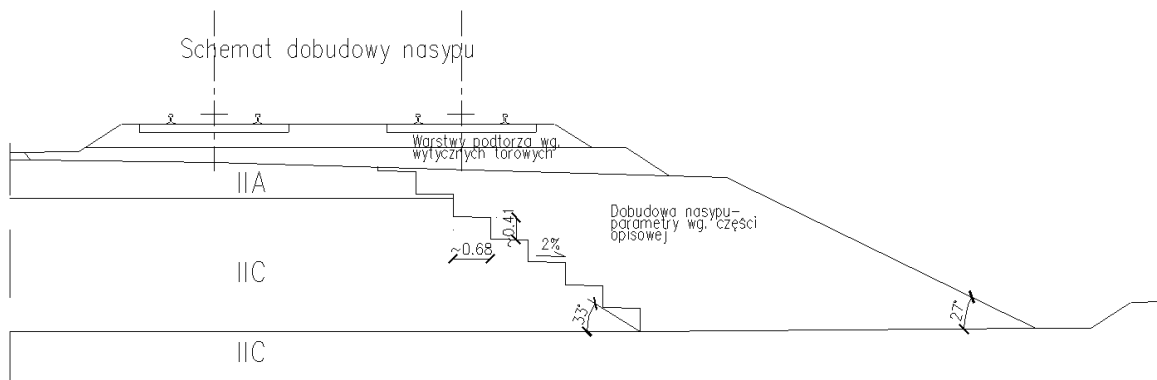 Schemat dobudowy nasypu
Warstwy podtorza wg.
wytycznych torowych
IIA
Dobudowa nasypu-
parametry wg. części
opisowej
~0.41
2%
~0.68
IIC
33°
27°
IIC